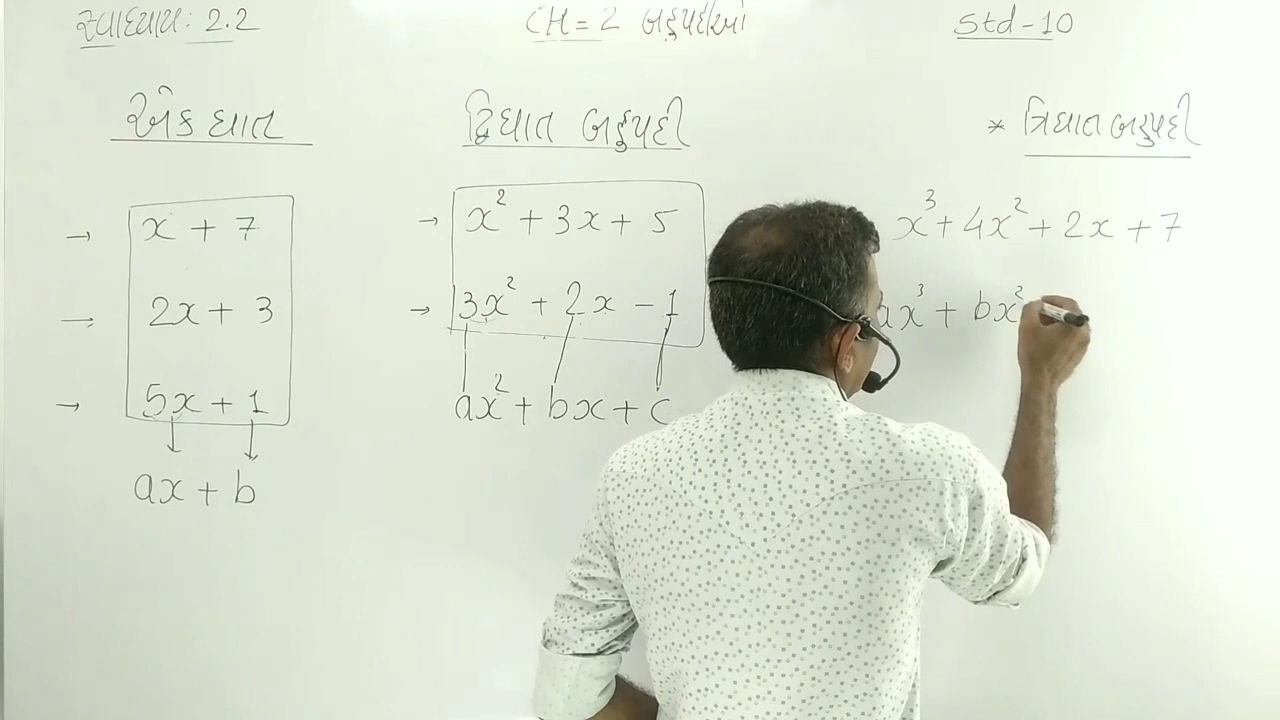 સ્વાધ્યાય: 2.2
CH = 2 બહુપદીઓ
Std - 10
એક ઘાત
→ x + 7
→ 2x + 3
→ 5x + 1
ax + b
દ્વિઘાત બહુપદી
→ x² + 3x + 5
→ 3x² + 2x - 1
ax² + bx + c
* ત્રિઘાત બહુપદી
x³ + 4x² + 2x + 7
ax³ + bx²